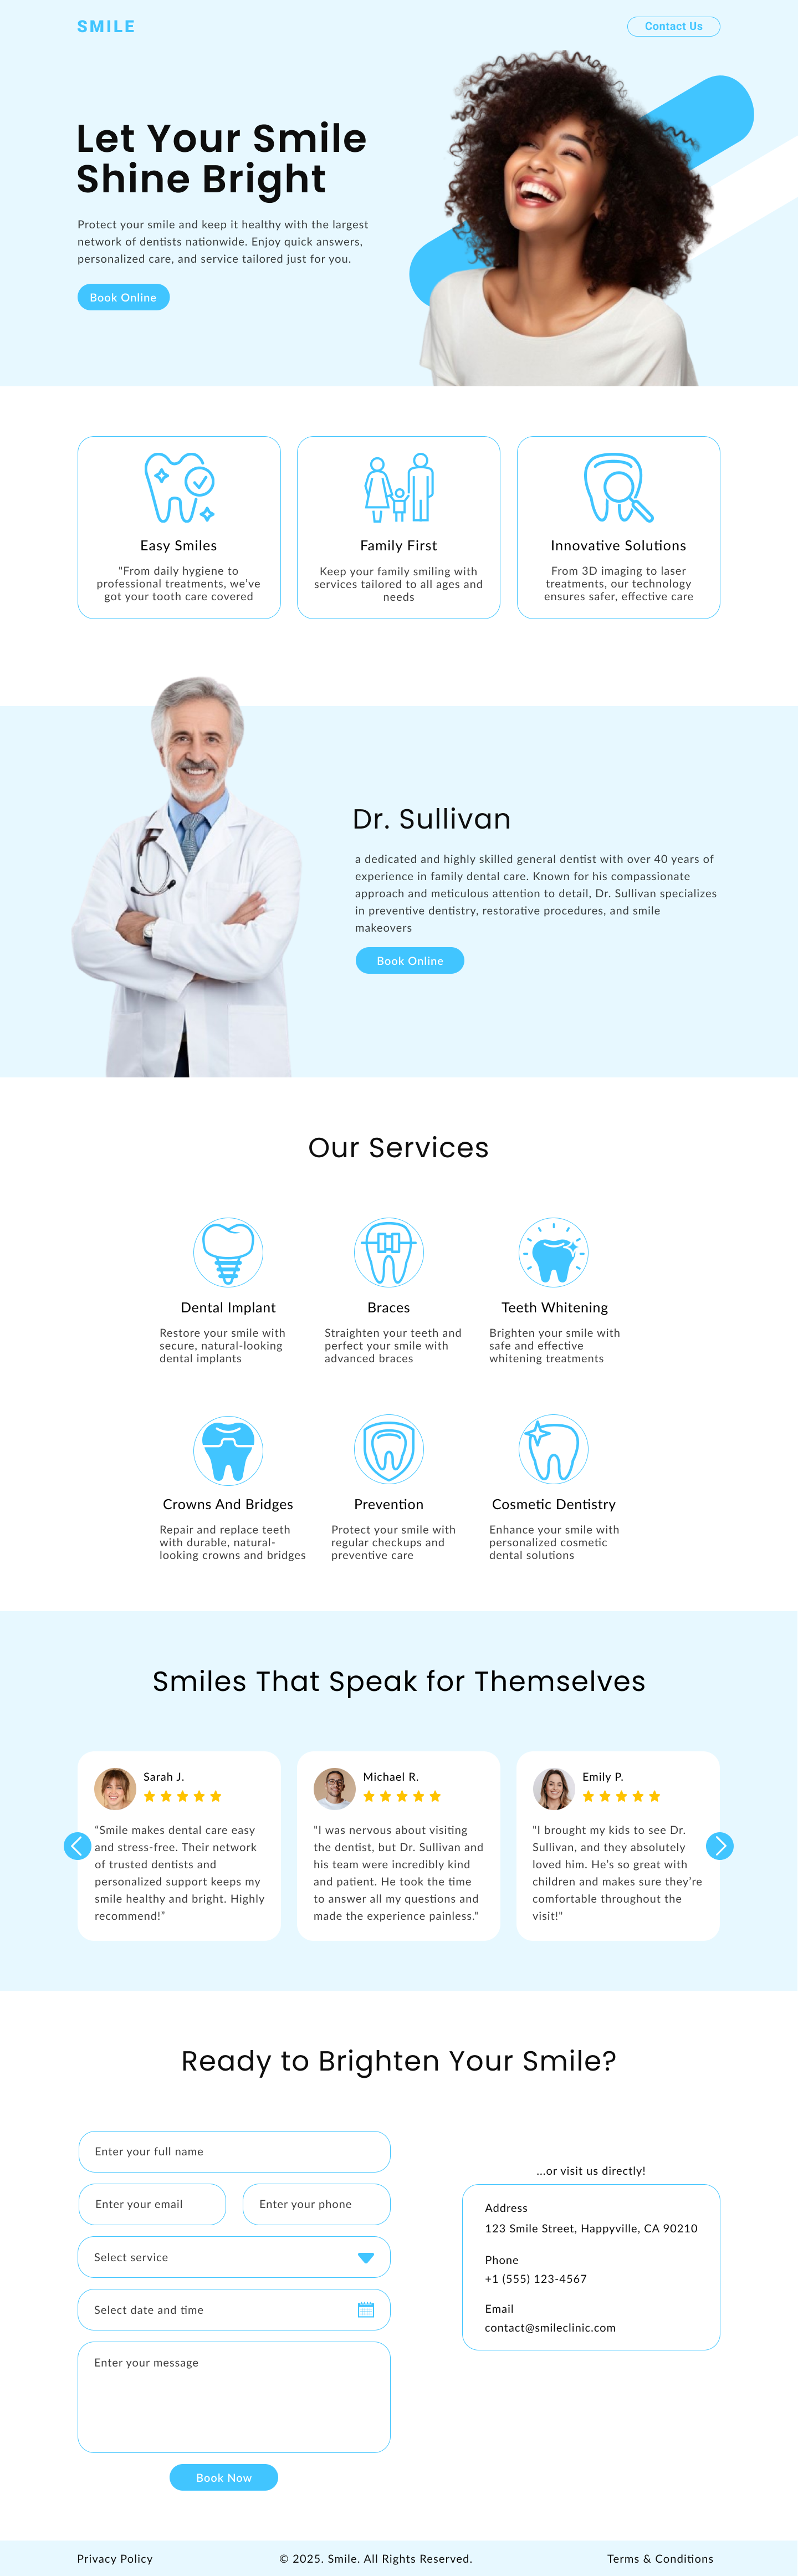 SMILE
Contact Us
Let Your Smile
Shine Bright
Protect your smile and keep it healthy with the largest
network of dentists nationwide. Enjoy quick answers,
personalized care, and service tailored just for you.
Book Online
Easy Smiles
"From daily hygiene to
professional treatments, we've
got your tooth care covered
Family First
Keep your family smiling with
services tailored to all ages and
needs
Innovative Solutions
From 3D imaging to laser
treatments, our technology
ensures safer, effective care
Dr. Sullivan
a dedicated and highly skilled general dentist with over 40 years of
experience in family dental care. Known for his compassionate
approach and meticulous attention to detail, Dr. Sullivan specializes
in preventive dentistry, restorative procedures, and smile
makeovers
Book Online
Our Services
Dental Implant
Restore your smile with
secure, natural-looking
dental implants
Braces
Straighten your teeth and
perfect your smile with
advanced braces
Teeth Whitening
Brighten your smile with
safe and effective
whitening treatments
Crowns And Bridges
Repair and replace teeth
with durable, natural-
looking crowns and bridges
Prevention
Protect your smile with
regular checkups and
preventive care
Cosmetic Dentistry
Enhance your smile with
personalized cosmetic
dental solutions
Smiles That Speak for Themselves
Sarah J.
"Smile makes dental care easy
and stress-free. Their network
of trusted dentists and
personalized support keeps my
smile healthy and bright. Highly
recommend!"
Michael R.
"I was nervous about visiting
the dentist, but Dr. Sullivan and
his team were incredibly kind
and patient. He took the time
to answer all my questions and
made the experience painless."
Emily P.
"I brought my kids to see Dr.
Sullivan, and they absolutely
loved him. He's so great with
children and makes sure they're
comfortable throughout the
visit!"
Ready to Brighten Your Smile?
Enter your full name
Enter your email
Enter your phone
Select service
Select date and time
Enter your message
Book Now
...or visit us directly!
Address
123 Smile Street, Happyville, CA 90210
Phone
+1 (555) 123-4567
Email
contact@smileclinic.com
Privacy Policy
© 2025. Smile. All Rights Reserved.
Terms & Conditions